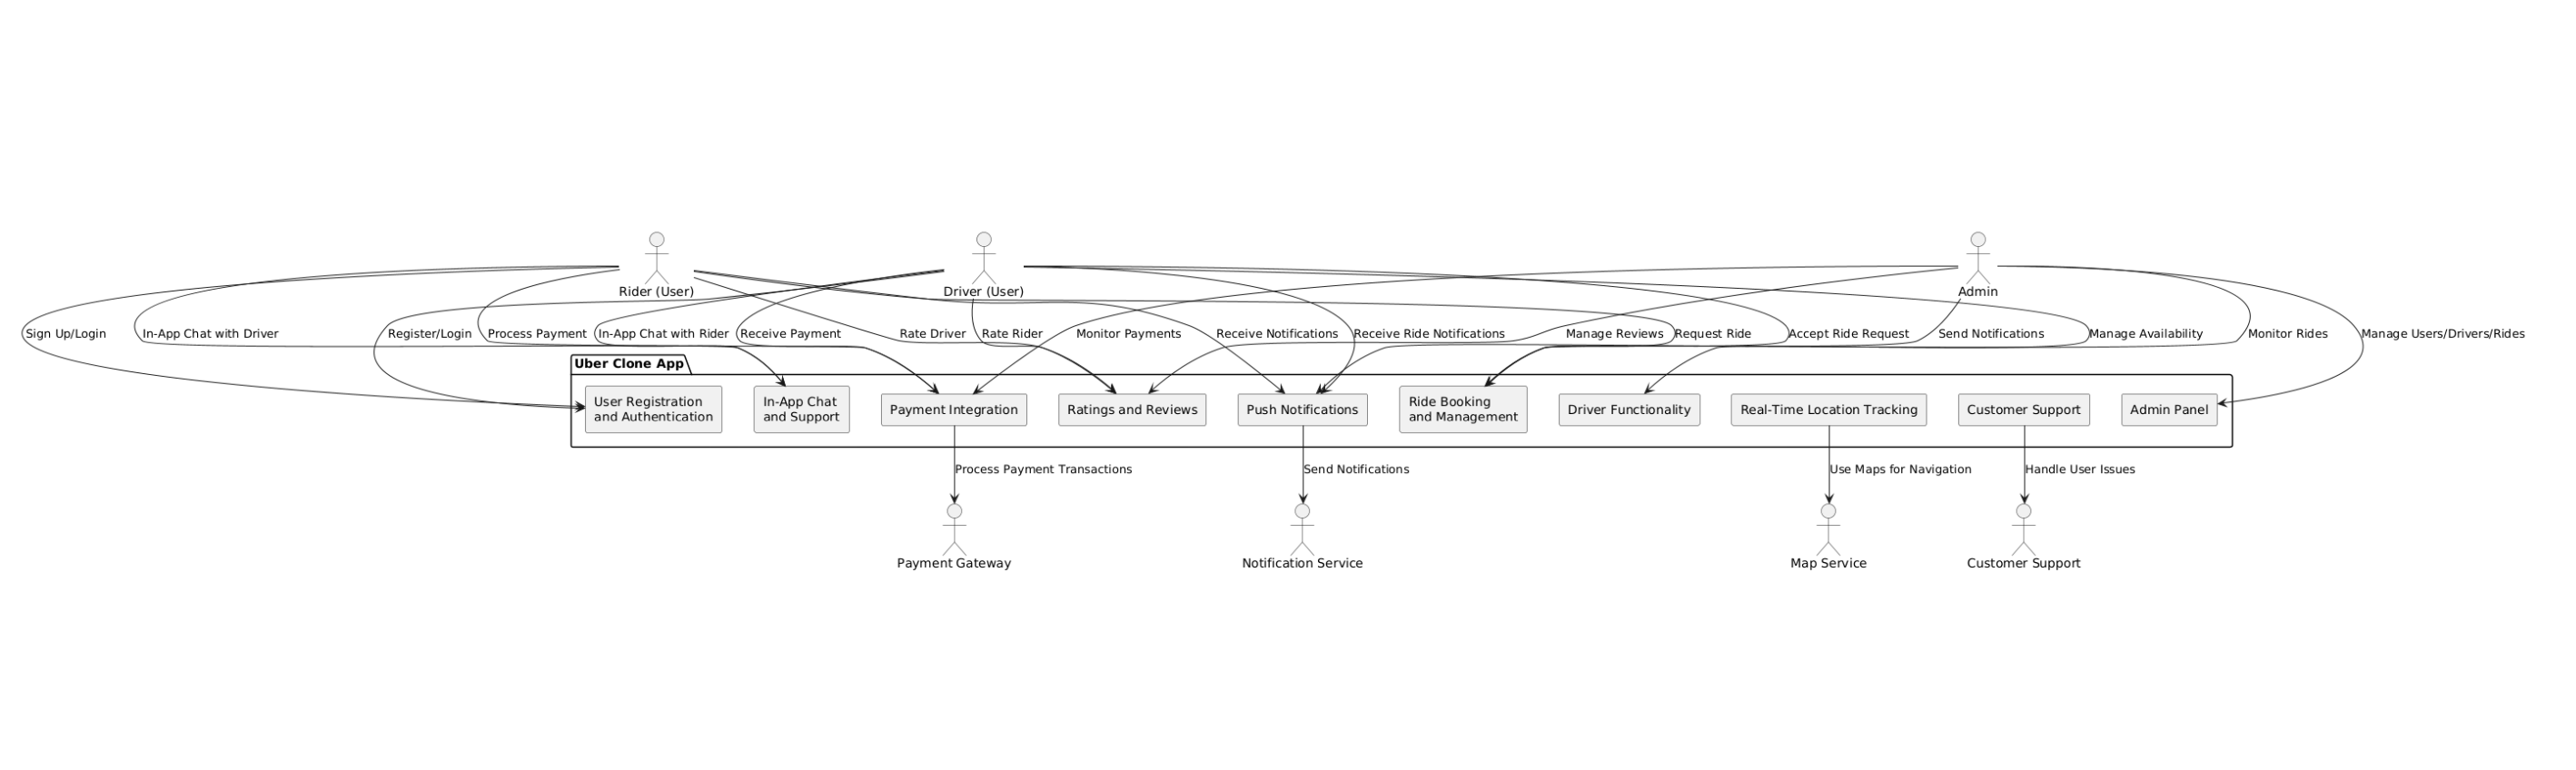 Rider (User)
Driver (User)
Admin
Sign Up/Login
In-App Chat with Driver
Register/Login
Process Payment
In-App Chat with Rider
Receive Payment
Rate Driver
Rate Rider
Monitor Payments
Receive Notifications
Receive Ride Notifications
Manage Reviews
Request Ride
Accept Ride Request
Send Notifications
Manage Availability
Monitor Rides
Manage Users/Drivers/Rides
Uber Clone App
User Registration
and Authentication
In-App Chat
and Support
Payment Integration
Ratings and Reviews
Push Notifications
Ride Booking
and Management
Driver Functionality
Real-Time Location Tracking
Customer Support
Admin Panel
Process Payment Transactions
Send Notifications
Use Maps for Navigation
Handle User Issues
Payment Gateway
Notification Service
Map Service
Customer Support